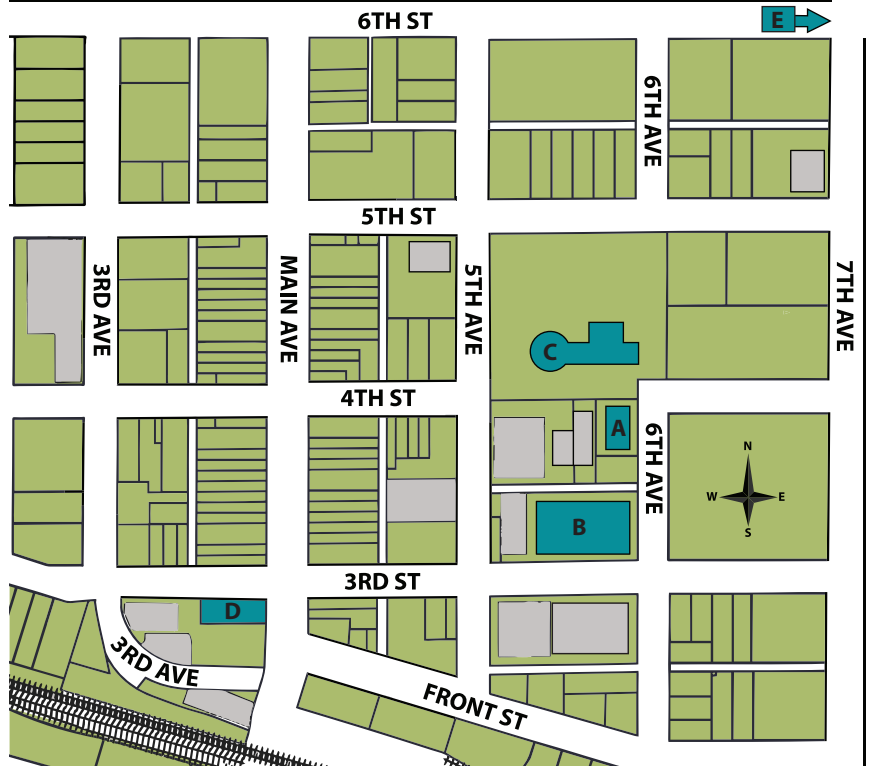 6TH ST
E
6TH AVE
5TH ST
3RD AVE
MAIN AVE
5TH AVE
7TH AVE
C
4TH ST
A
6TH AVE
N
W
E
S
B
3RD ST
D
3RD AVE
FRONT ST